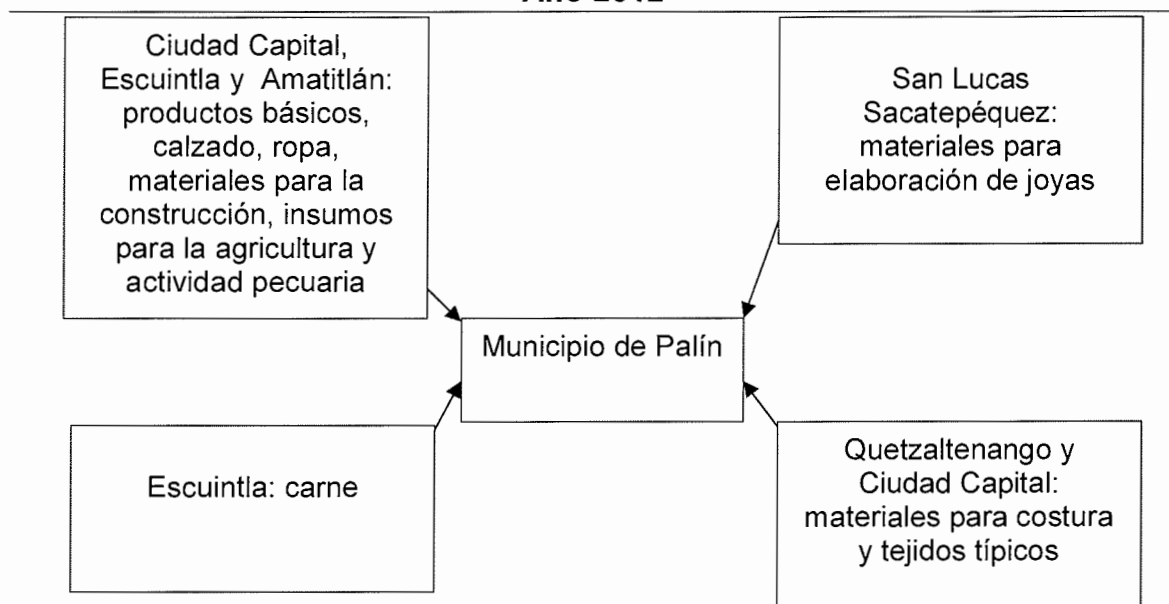 Ciudad Capital,
Escuintla y Amatitlán:
productos básicos,
calzado, ropa,
materiales para la
construcción, insumos
para la agricultura y
actividad pecuaria
San Lucas
Sacatepéquez:
materiales para
elaboración de joyas
Municipio de Palín
Escuintla: carne
Quetzaltenango y
Ciudad Capital:
materiales para costura
y tejidos típicos